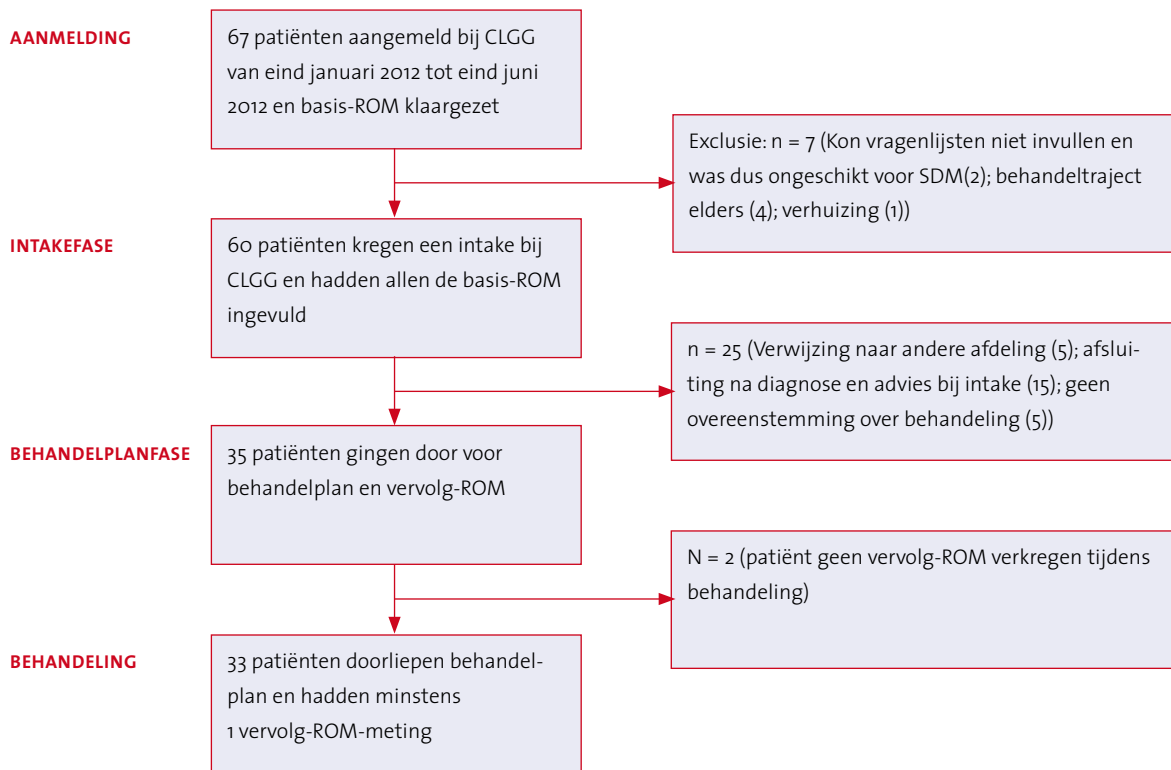 AANMELDING
67 patiënten aangemeld bij CLGG
van eind januari 2012 tot eind juni
2012 en basis-ROM klaargezet
Exclusie: n = 7 (Kon vragenlijsten niet invullen en
was dus ongeschikt voor SDM(2); behandeltraject
elders (4); verhuizing (1))
INTAKEFASE
60 patiënten kregen een intake bij
CLGG en hadden allen de basis-ROM
ingevuld
n = 25 (Verwijzing naar andere afdeling (5); afslui-
ting na diagnose en advies bij intake (15); geen
overeenstemming over behandeling (5))
BEHANDELPLANFASE
35 patiënten gingen door voor
behandelplan en vervolg-ROM
N = 2 (patiënt geen vervolg-ROM verkregen tijdens
behandeling)
BEHANDELING
33 patiënten doorliepen behandel-
plan en hadden minstens
1 vervolg-ROM-meting